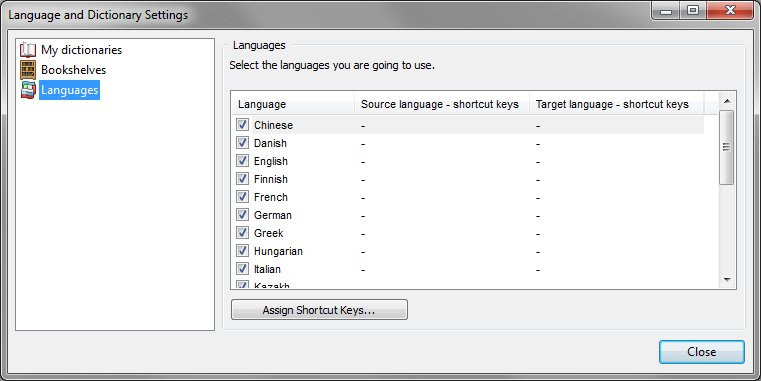 Language and Dictionary Settings
My dictionaries
Bookshelves
Languages
Languages
Select the languages you are going to use.
Language Source language - shortcut keys Target language - shortcut keys
Chinese - -
Danish - -
English - -
Finnish - -
French - -
German - -
Greek - -
Hungarian - -
Italian - -
Kazakh
Assign Shortcut Keys...
Close